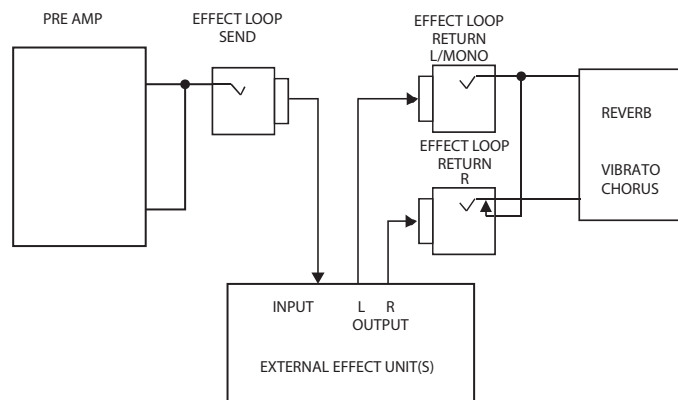 PRE AMP
EFFECT LOOP
SEND
EFFECT LOOP
RETURN
L/MONO
EFFECT LOOP
RETURN
R
REVERB
VIBRATO
CHORUS
INPUT
L R
OUTPUT
EXTERNAL EFFECT UNIT(S)